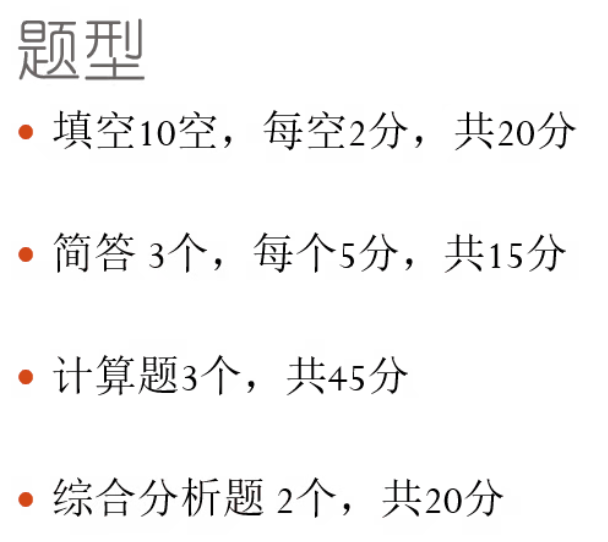 题型
填空10空，每空2分，共20分
简答 3个，每个5分，共15分
计算题3个，共45分
综合分析题 2个，共20分